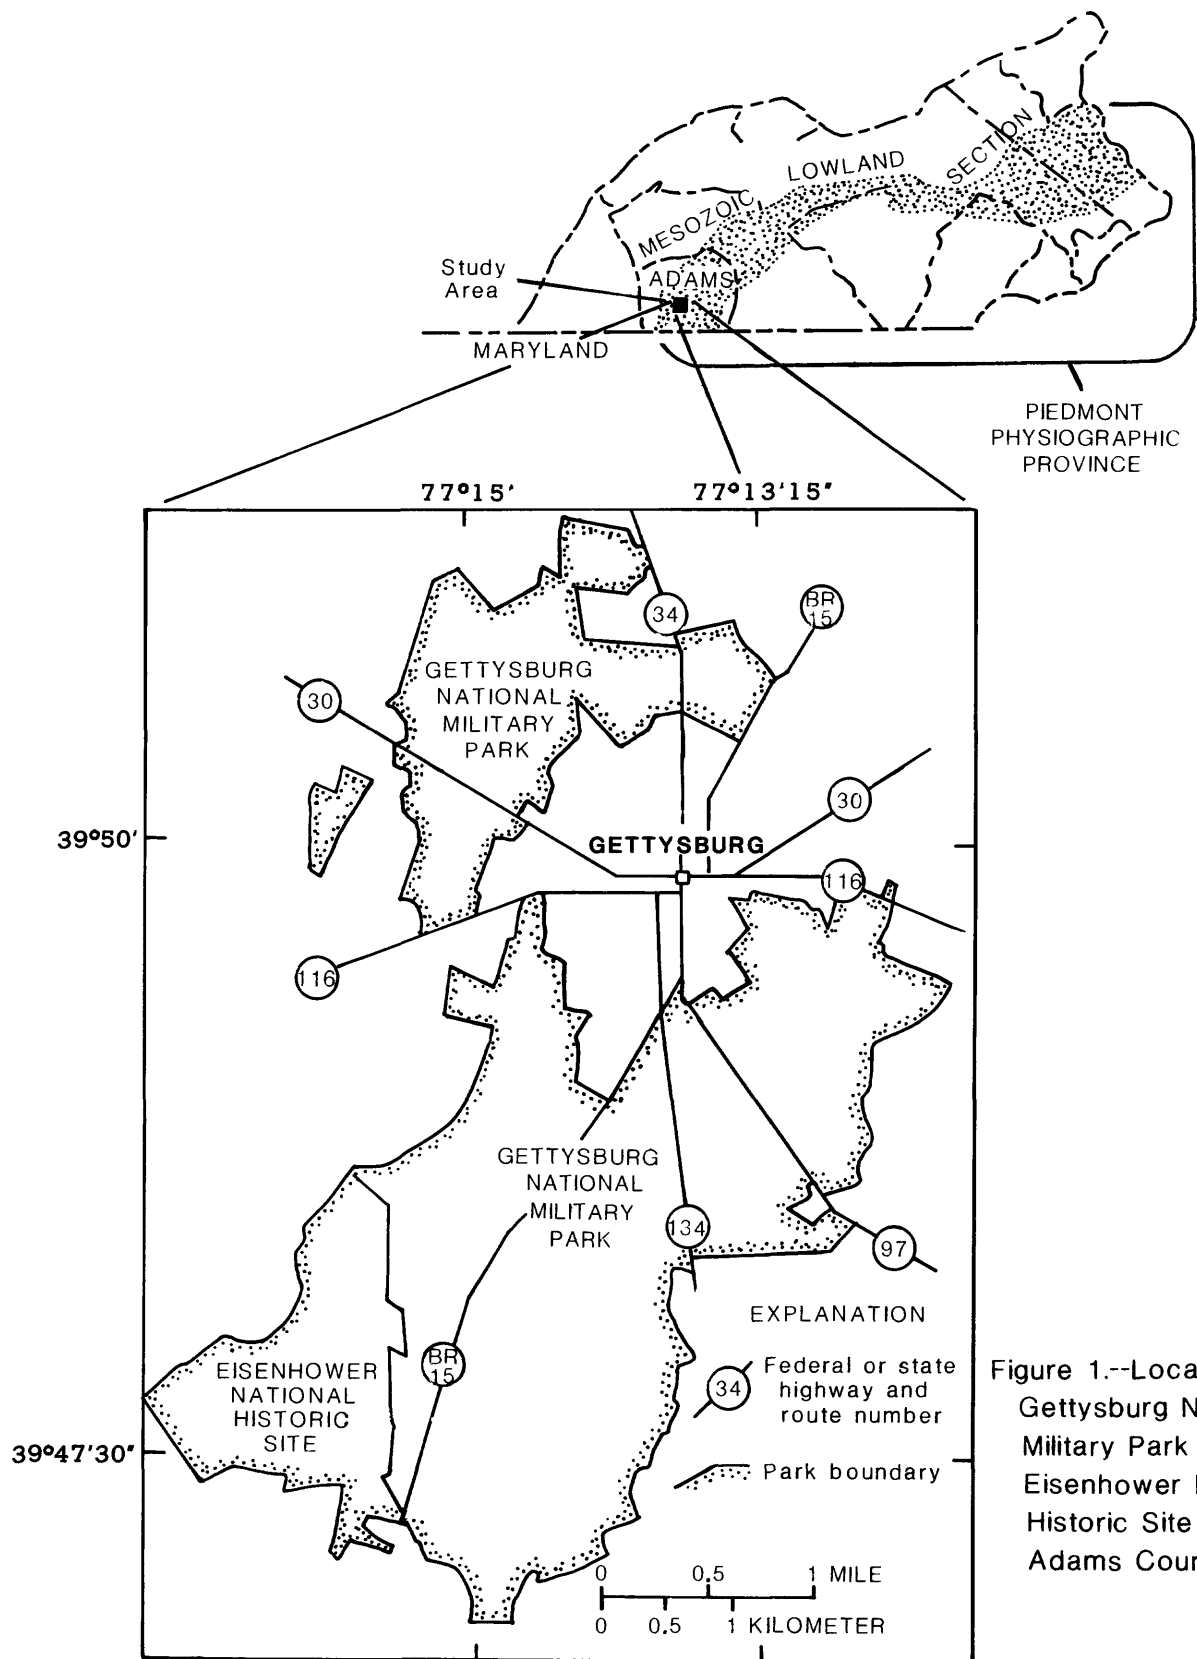 LOWLAND
SECTION
MESOZOIC
Study
Area
ADAMS
MARYLAND
PIEDMONT
PHYSIOGRAPHIC
PROVINCE
77°15'
77°13'15"
34
BR
15
GETTYSBURG
NATIONAL
MILITARY
PARK
30
30
39°50'
GETTYSBURG
116
116
GETTYSBURG
NATIONAL
MILITARY
PARK
134
97
EXPLANATION
BR
15
EISENHOWER
NATIONAL
HISTORIC
SITE
34
Federal or state
highway and
route number
39°47'30"
Park boundary
0 0.5 1 MILE
0 0.5 1 KILOMETER
Figure 1.--Loca
Gettysburg N
Military Park
Eisenhower
Historic Site
Adams Cour